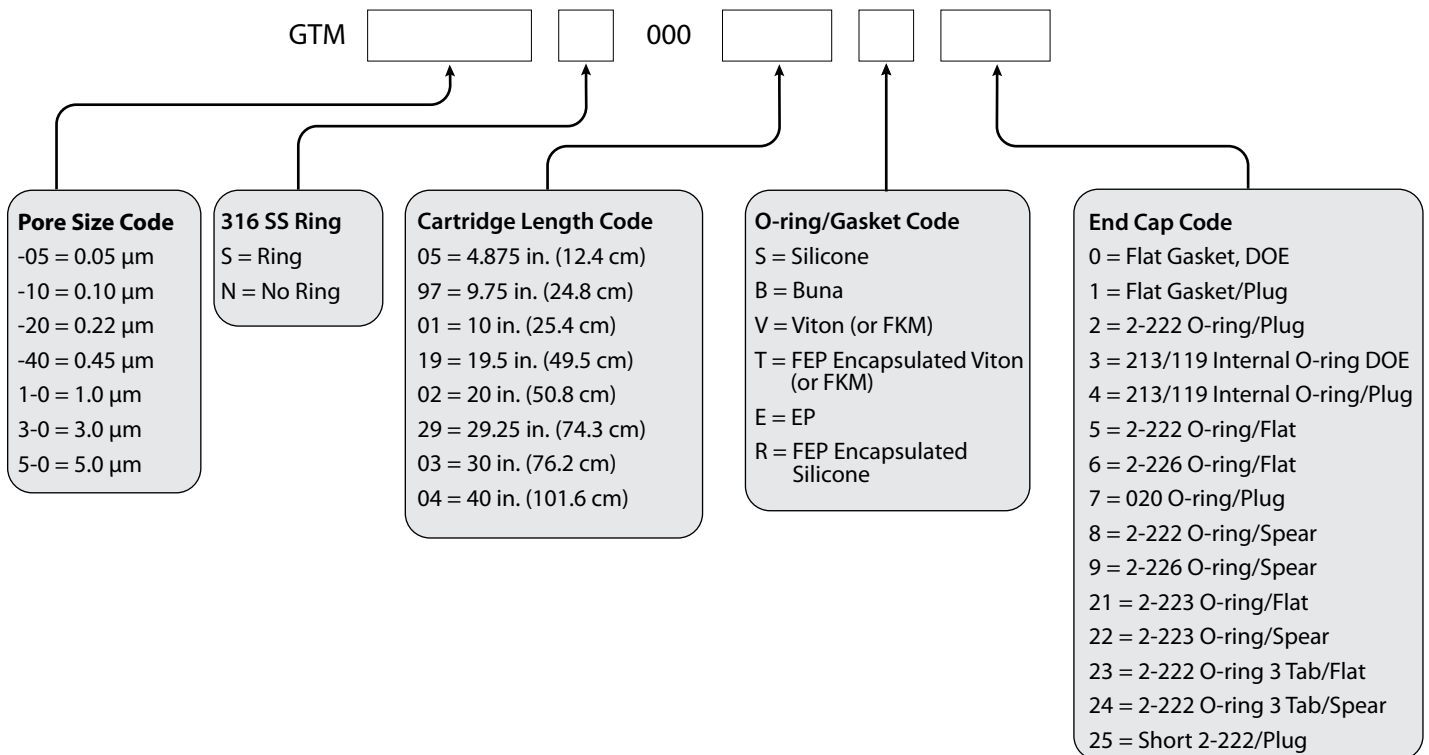 GTM 000
Pore Size Code
-05 = 0.05 µm
-10 = 0.10 µm
-20 = 0.22 µm
-40 = 0.45 µm
1-0 = 1.0 µm
3-0 = 3.0 µm
5-0 = 5.0 µm
316 SS Ring
S = Ring
N = No Ring
Cartridge Length Code
05 = 4.875 in. (12.4 cm)
97 = 9.75 in. (24.8 cm)
01 = 10 in. (25.4 cm)
19 = 19.5 in. (49.5 cm)
02 = 20 in. (50.8 cm)
29 = 29.25 in. (74.3 cm)
03 = 30 in. (76.2 cm)
04 = 40 in. (101.6 cm)
O-ring/Gasket Code
S = Silicone
B = Buna
V = Viton (or FKM)
T = FEP Encapsulated Viton
(or FKM)
E = EP
R = FEP Encapsulated
Silicone
End Cap Code
0 = Flat Gasket, DOE
1 = Flat Gasket/Plug
2 = 2-222 O-ring/Plug
3 = 213/119 Internal O-ring DOE
4 = 213/119 Internal O-ring/Plug
5 = 2-222 O-ring/Flat
6 = 2-226 O-ring/Flat
7 = 020 O-ring/Plug
8 = 2-222 O-ring/Spear
9 = 2-226 O-ring/Spear
21 = 2-223 O-ring/Flat
22 = 2-223 O-ring/Spear
23 = 2-222 O-ring 3 Tab/Flat
24 = 2-222 O-ring 3 Tab/Spear
25 = Short 2-222/Plug